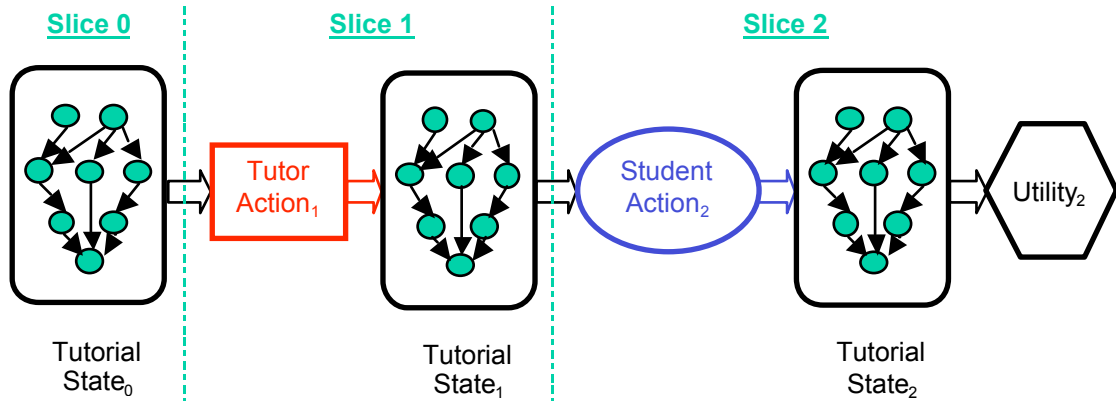 Slice 0
Slice 1
Slice 2
Tutor
Action₁
Student
Action₂
Utility₂
Tutorial
State₀
Tutorial
State₁
Tutorial
State₂